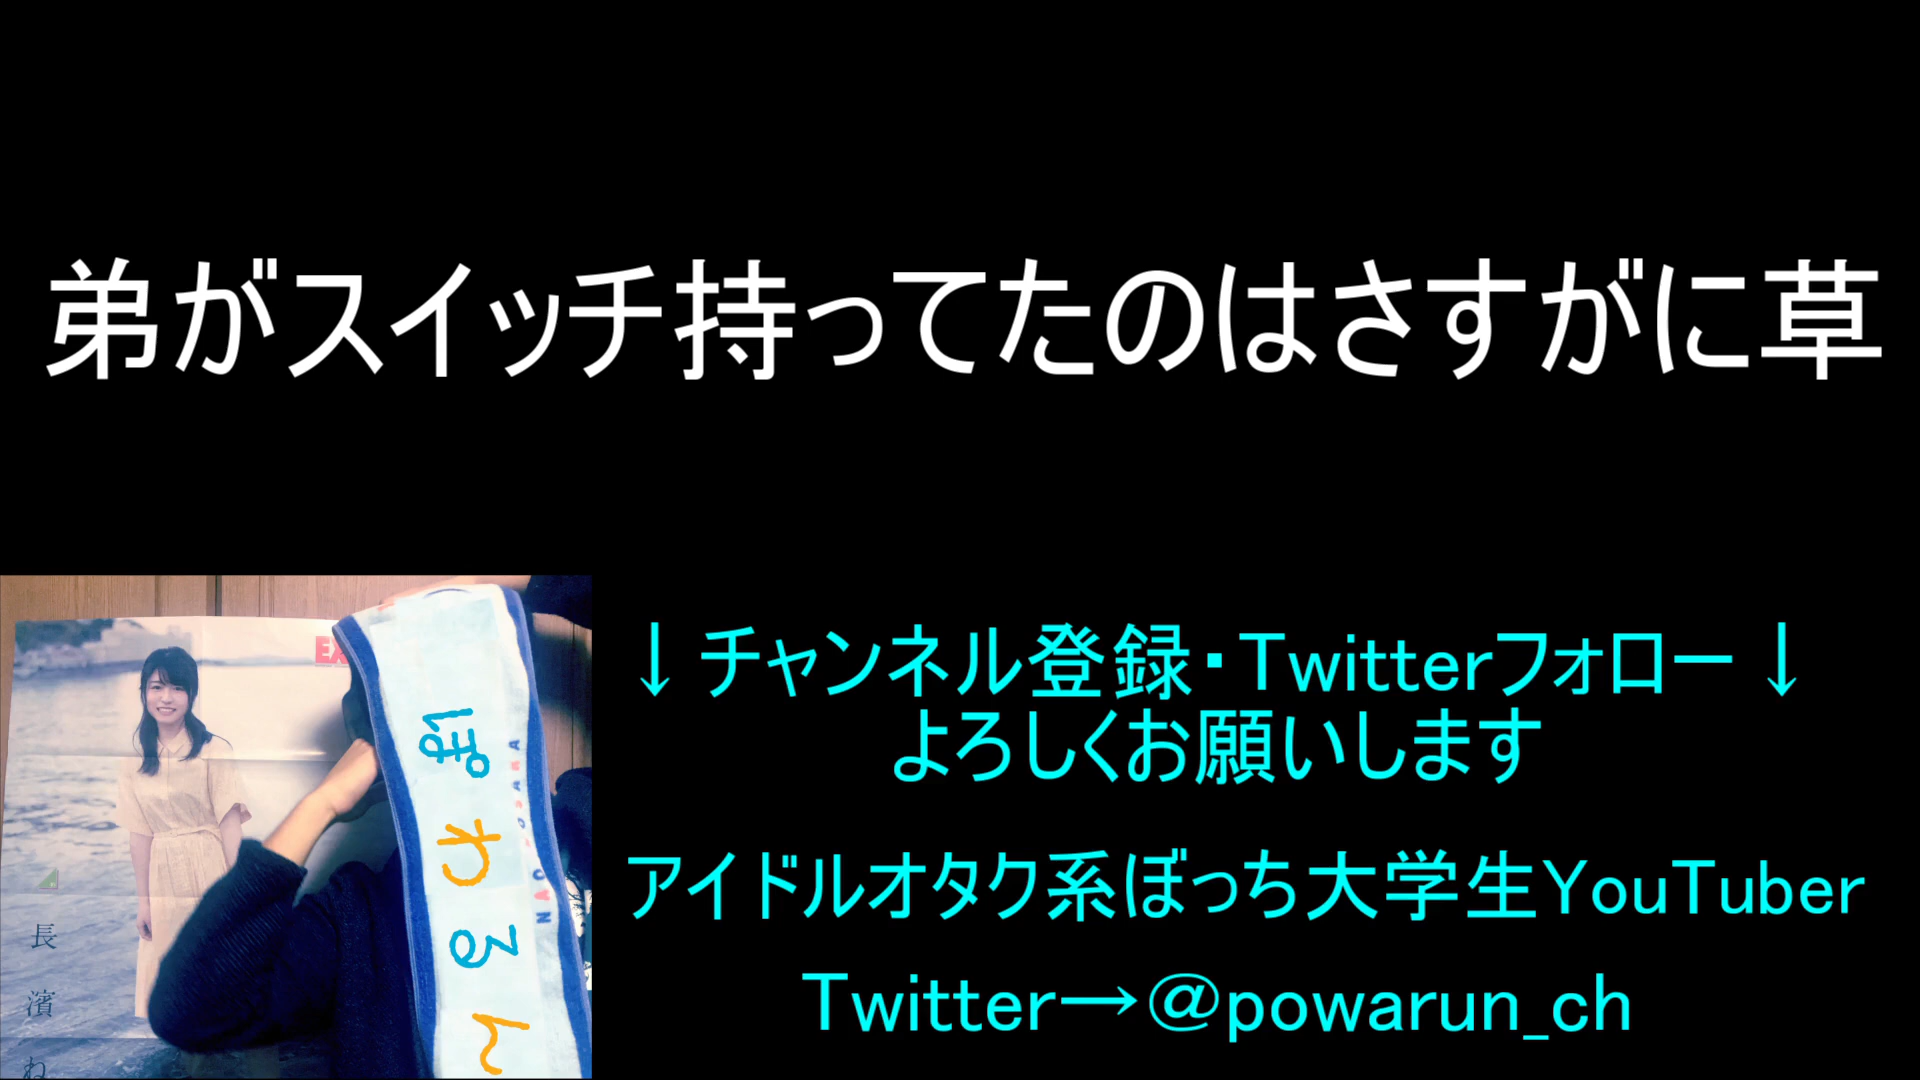 弟がスイッチ持ってたのはさすがに草
↓チャンネル登録・Twitterフォロー↓
よろしくお願いします
アイドルオタク系ぼっち大学生YouTuber
Twitter→@powarun_ch
EX
ぽわるん
長濱ね